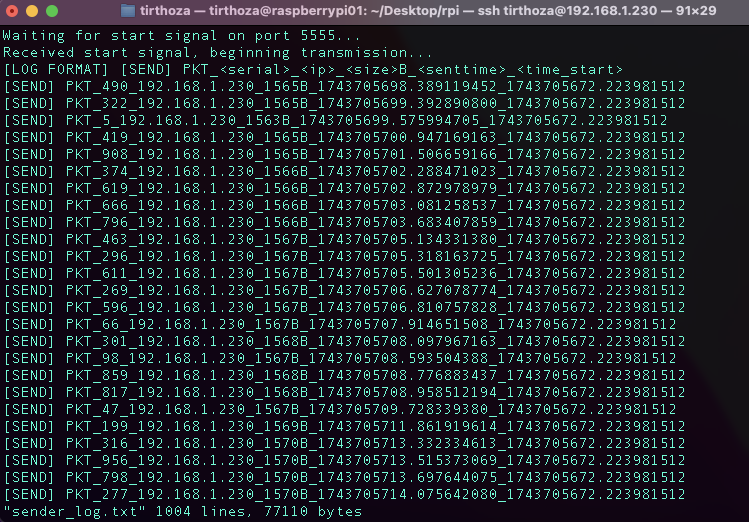 tirthoza — tirthoza@raspberrypi01: ~/Desktop/rpi — ssh tirthoza@192.168.1.230 — 91×29
Waiting for start signal on port 5555...
Received start signal, beginning transmission...
[LOG FORMAT] [SEND] PKT_<serial>_<ip>_<size>B_<senttime>_<time_start>
[SEND] PKT_490_192.168.1.230_1565B_1743705698.389119452_1743705672.223981512
[SEND] PKT_322_192.168.1.230_1565B_1743705699.392890800_1743705672.223981512
[SEND] PKT_5_192.168.1.230_1563B_1743705699.575994705_1743705672.223981512
[SEND] PKT_419_192.168.1.230_1565B_1743705700.947169163_1743705672.223981512
[SEND] PKT_908_192.168.1.230_1565B_1743705701.506659166_1743705672.223981512
[SEND] PKT_374_192.168.1.230_1566B_1743705702.288471023_1743705672.223981512
[SEND] PKT_619_192.168.1.230_1566B_1743705702.872978979_1743705672.223981512
[SEND] PKT_666_192.168.1.230_1566B_1743705703.081258537_1743705672.223981512
[SEND] PKT_796_192.168.1.230_1566B_1743705703.683407859_1743705672.223981512
[SEND] PKT_463_192.168.1.230_1567B_1743705705.134331380_1743705672.223981512
[SEND] PKT_296_192.168.1.230_1567B_1743705705.318163725_1743705672.223981512
[SEND] PKT_611_192.168.1.230_1567B_1743705705.501305236_1743705672.223981512
[SEND] PKT_269_192.168.1.230_1567B_1743705706.627078774_1743705672.223981512
[SEND] PKT_596_192.168.1.230_1567B_1743705706.810757828_1743705672.223981512
[SEND] PKT_66_192.168.1.230_1567B_1743705707.914651508_1743705672.223981512
[SEND] PKT_301_192.168.1.230_1568B_1743705708.097967163_1743705672.223981512
[SEND] PKT_98_192.168.1.230_1567B_1743705708.593504388_1743705672.223981512
[SEND] PKT_859_192.168.1.230_1568B_1743705708.776883437_1743705672.223981512
[SEND] PKT_817_192.168.1.230_1568B_1743705708.958512194_1743705672.223981512
[SEND] PKT_47_192.168.1.230_1567B_1743705709.728339380_1743705672.223981512
[SEND] PKT_199_192.168.1.230_1569B_1743705711.861919614_1743705672.223981512
[SEND] PKT_316_192.168.1.230_1570B_1743705713.332334613_1743705672.223981512
[SEND] PKT_956_192.168.1.230_1570B_1743705713.515373069_1743705672.223981512
[SEND] PKT_798_192.168.1.230_1570B_1743705713.697644075_1743705672.223981512
[SEND] PKT_277_192.168.1.230_1570B_1743705714.075642080_1743705672.223981512
"sender_log.txt" 1004 lines, 77110 bytes